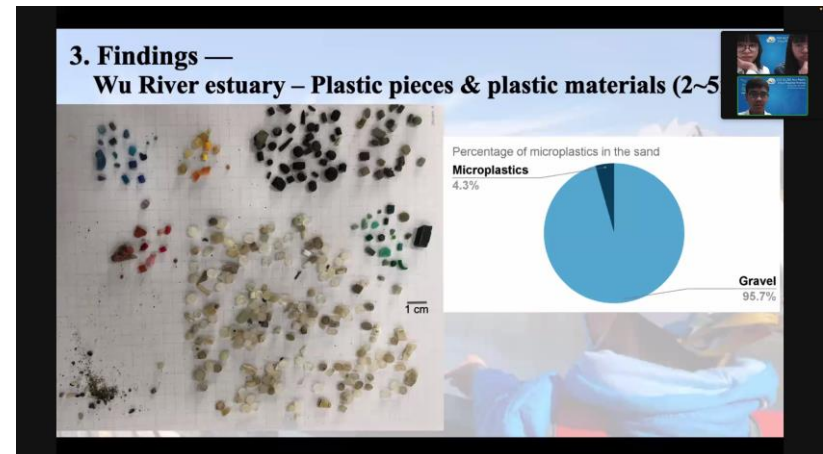 3. Findings —
Wu River estuary – Plastic pieces & plastic materials (2~5
Percentage of microplastics in the sand
Microplastics
4.3%
Gravel
95.7%
1 cm